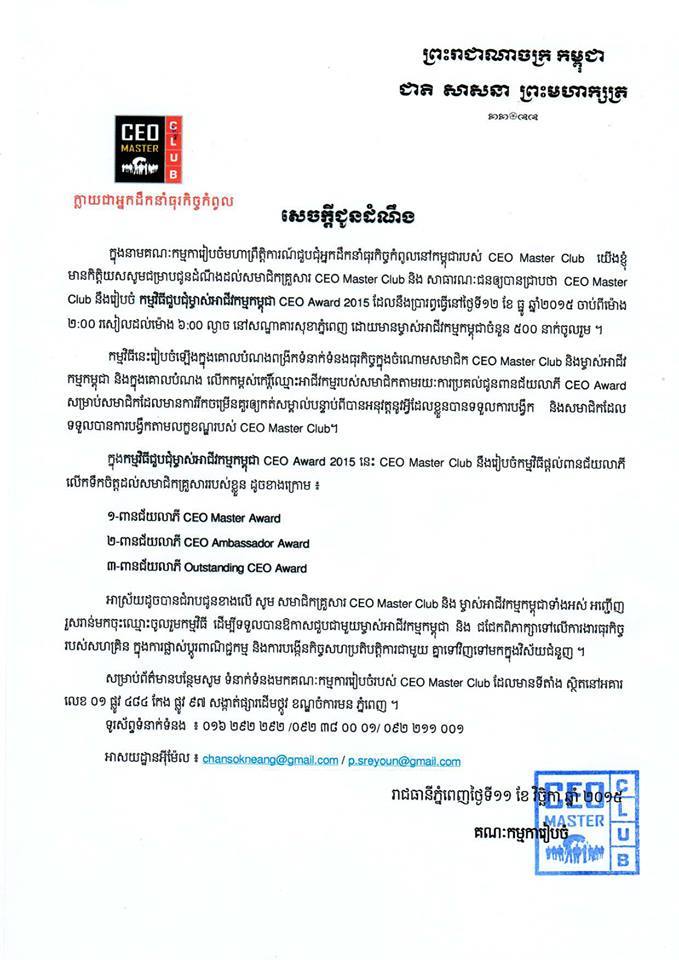 ព្រះរាជាណាចក្រ កម្ពុជា
ជាតិ សាសនា ព្រះមហាក្សត្រ
CEO
MASTER
CLUB
ក្លាយជាអ្នកដឹកនាំធុរកិច្ចកំពូល
សេចក្តីជូនដំណឹង
ក្នុងនាមគណៈកម្មការរៀបចំមហាព្រឹត្តិការណ៍ជួបជុំអ្នកដឹកនាំធុរកិច្ចកំពូលនៅកម្ពុជារបស់ CEO Master Club យើងខ្ញុំ
មានកិត្តិយសសូមជម្រាបជូនដំណឹងដល់សមាជិកគ្រួសារ CEO Master Club និង សាធារណៈជនឲ្យបានជ្រាបថា CEO Master
Club នឹងរៀបចំ កម្មវិធីជួបជុំម្ចាស់អាជីវកម្មកម្ពុជា CEO Award 2015 ដែលនឹងប្រារព្ធធ្វើនៅថ្ងៃទី១២ ខែ ធ្នូ ឆ្នាំ២០១៥ ចាប់ពីម៉ោង
២:00 រសៀលដល់ម៉ោង ៦:00 ល្ងាច នៅសណ្ឋាគារសុខាភ្នំពេញ ដោយមានម្ចាស់អាជីវកម្មកម្ពុជាចំនួន ៥០០ នាក់ចូលរួម ។
កម្មវិធីនេះរៀបចំឡើងក្នុងគោលបំណងពង្រីកទំនាក់ទំនងធុរកិច្ចក្នុងចំណោមសមាជិក CEO Master Club និងម្ចាស់អាជីវ
កម្មកម្ពុជា និងក្នុងគោលបំណង លើកកម្ពស់កេរ្តិ៍ឈ្មោះអាជីវកម្មរបស់សមាជិកតាមរយៈការប្រគល់ជូនពានជ័យលាភី CEO Award
សម្រាប់សមាជិកដែលមានការរីកចម្រើនគួរឲ្យកត់សម្គាល់បន្ទាប់ពីបានអនុវត្តនូវអ្វីដែលខ្លួនបានទទួលការបង្វឹក និងសមាជិកដែល
ទទួលបានការបង្វឹកតាមលក្ខខណ្ឌរបស់ CEO Master Club។
ក្នុងកម្មវិធីជួបជុំម្ចាស់អាជីវកម្មកម្ពុជា CEO Award 2015 នេះ CEO Master Club នឹងរៀបចំកម្មវិធីផ្តល់ពានជ័យលាភី
លើកទឹកចិត្តដល់សមាជិកគ្រួសាររបស់ខ្លួន ដូចខាងក្រោម ៖
១-ពានជ័យលាភី CEO Master Award
២-ពានជ័យលាភី CEO Ambassador Award
៣-ពានជ័យលាភី Outstanding CEO Award
អាស្រ័យដូចបានជំរាបជូនខាងលើ សូម សមាជិកគ្រួសារ CEO Master Club និង ម្ចាស់អាជីវកម្មកម្ពុជាទាំងអស់ អញ្ជើញ
រួសរាន់មកចុះឈ្មោះចូលរួមកម្មវិធី ដើម្បីទទួលបានឱកាសជួបជាមួយម្ចាស់អាជីវកម្មកម្ពុជា និង ជជែកពិភាក្សាទៅលើការងារធុរកិច្ច
របស់សហគ្រិន ក្នុងការផ្លាស់ប្តូរពាណិជ្ជកម្ម និងការបង្កើនកិច្ចសហប្រតិបត្តិការជាមួយ គ្នាទៅវិញទៅមកក្នុងវិស័យជំនួញ ។
សម្រាប់ព័ត៌មានបន្ថែមសូម ទំនាក់ទំនងមកគណៈកម្មការរៀបចំរបស់ CEO Master Club ដែលមានទីតាំង ស្ថិតនៅអគារ
លេខ ០១ ផ្លូវ ៤៨៤ កែង ផ្លូវ ៩៧ សង្កាត់ផ្សារដើមថ្កូវ ខណ្ឌចំការមន ភ្នំពេញ ។
ទូរស័ព្ទទំនាក់ទំនង ៖ ០១៦ ២៩២ ២៩២ /០៩២ ៣៨ 00 0១/ 0៩២ ២១១ 00១
អាសយដ្ឋានអ៊ីម៉ែល ៖ chansokneang@gmail.com / p.sreyoun@gmail.com
រាជធានីភ្នំពេញថ្ងៃទី១១ ខែ វិច្ឆិកា ឆ្នាំ ២០១៥
គណៈកម្មការរៀបចំ
CEO
MASTER
CLUB